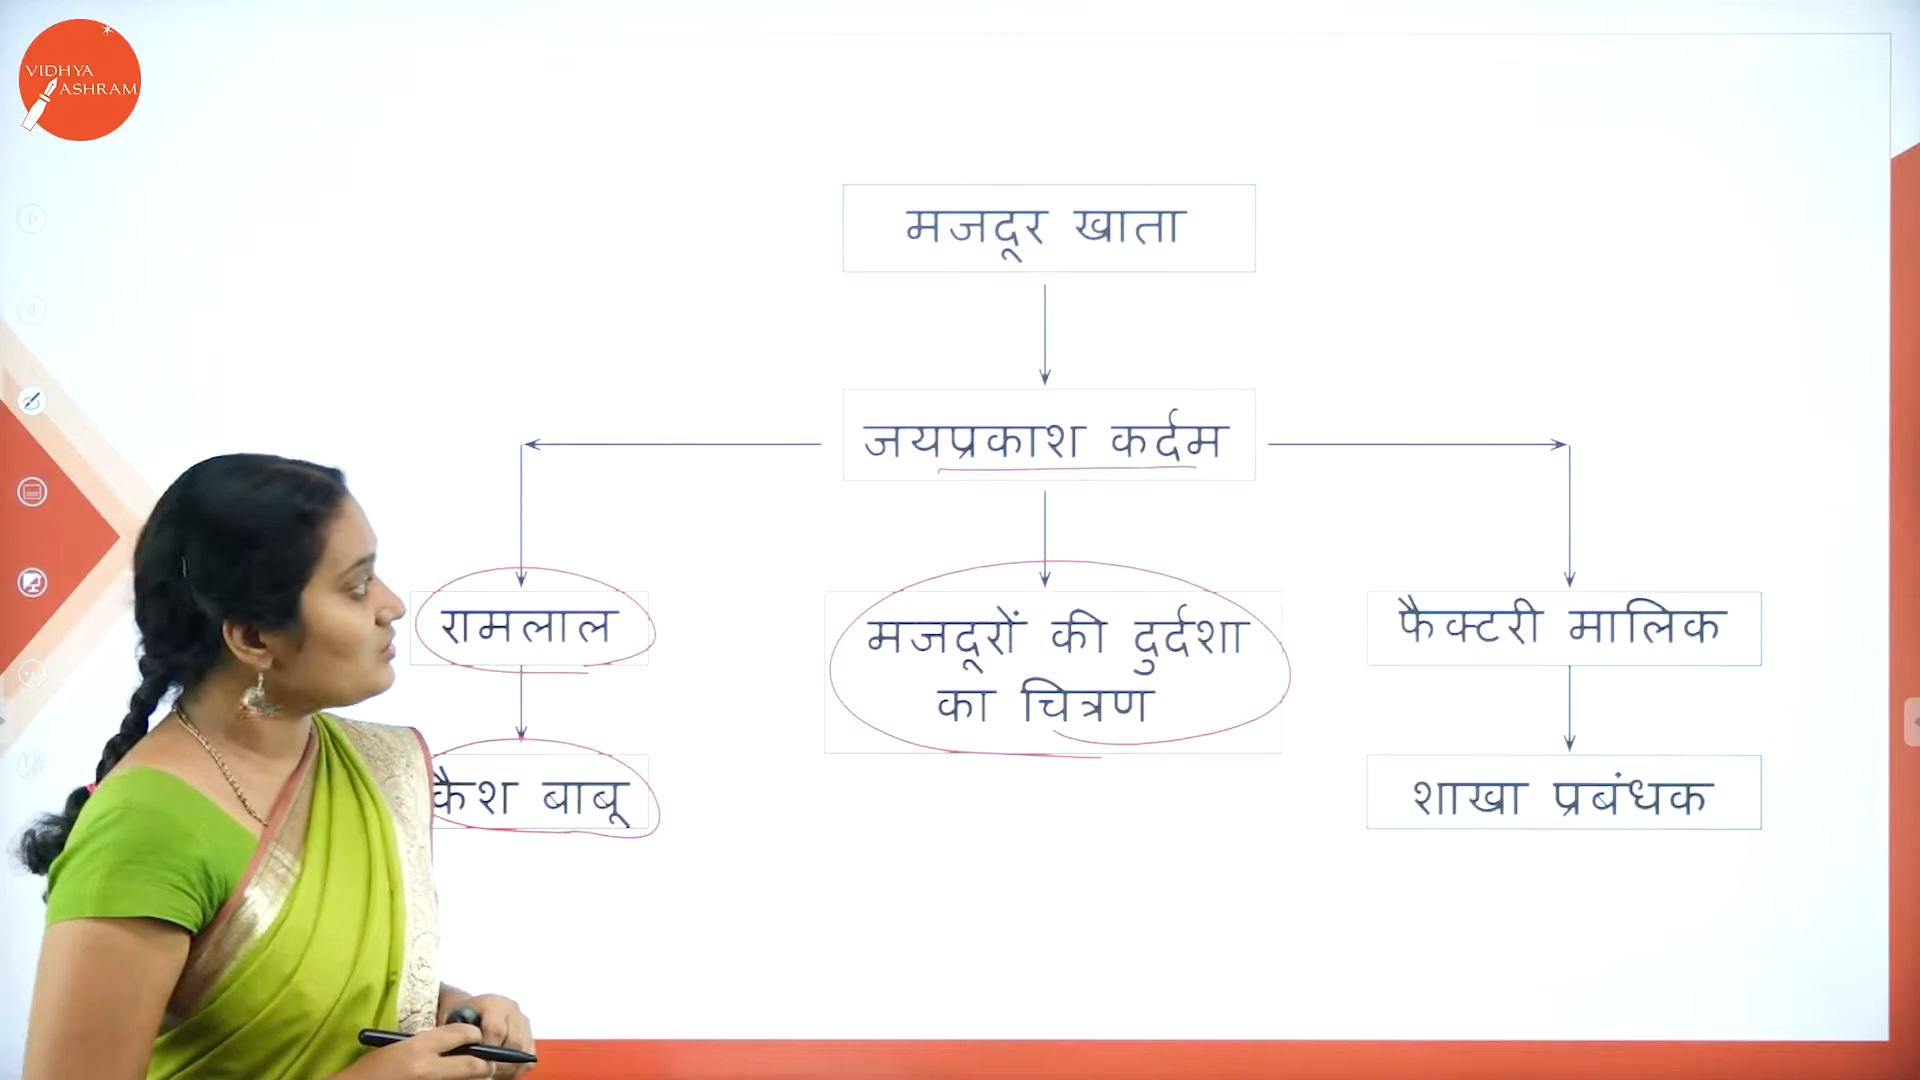 VIDHYA
ASHRAM
मजदूर खाता
जयप्रकाश कर्दम
रामलाल
मजदूरों की दुर्दशा
का चित्रण
फैक्टरी मालिक
कैश बाबू
शाखा प्रबंधक